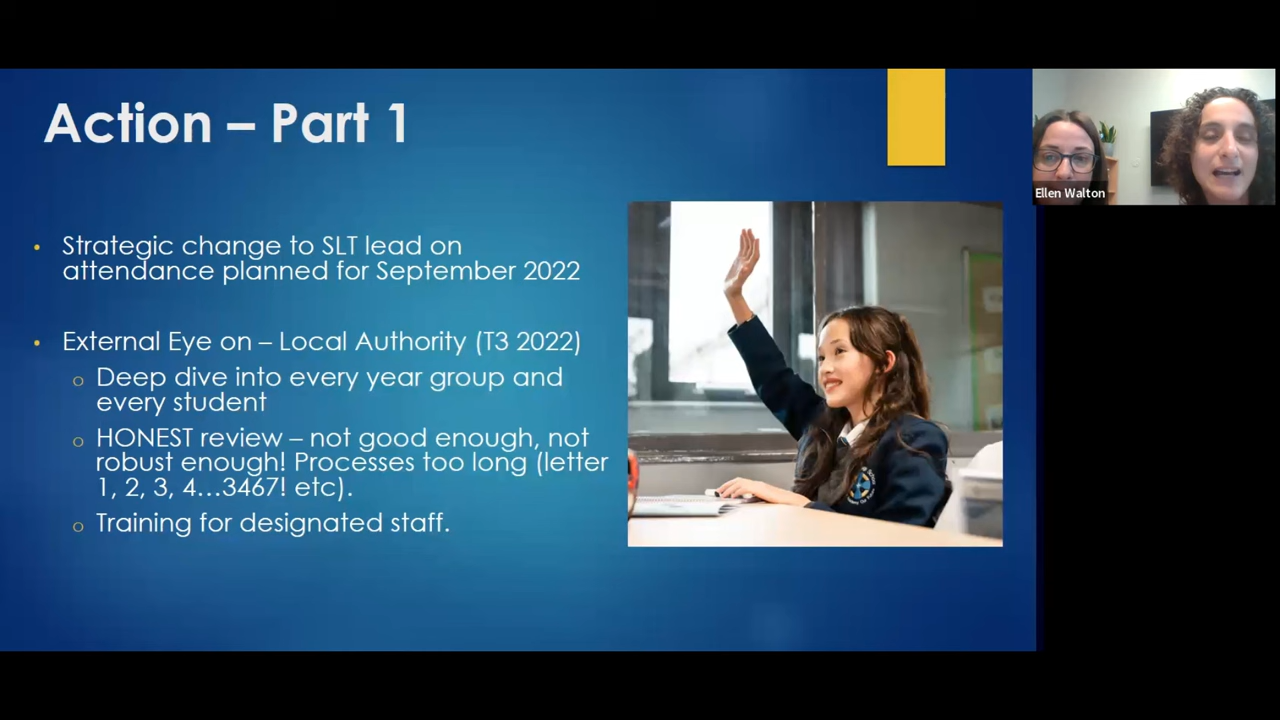 Action – Part 1
• Strategic change to SLT lead on
attendance planned for September 2022
• External Eye on – Local Authority (T3 2022)
o Deep dive into every year group and
every student
o HONEST review – not good enough, not
robust enough! Processes too long (letter
1, 2, 3, 4…3467! etc).
o Training for designated staff.
Ellen Walton